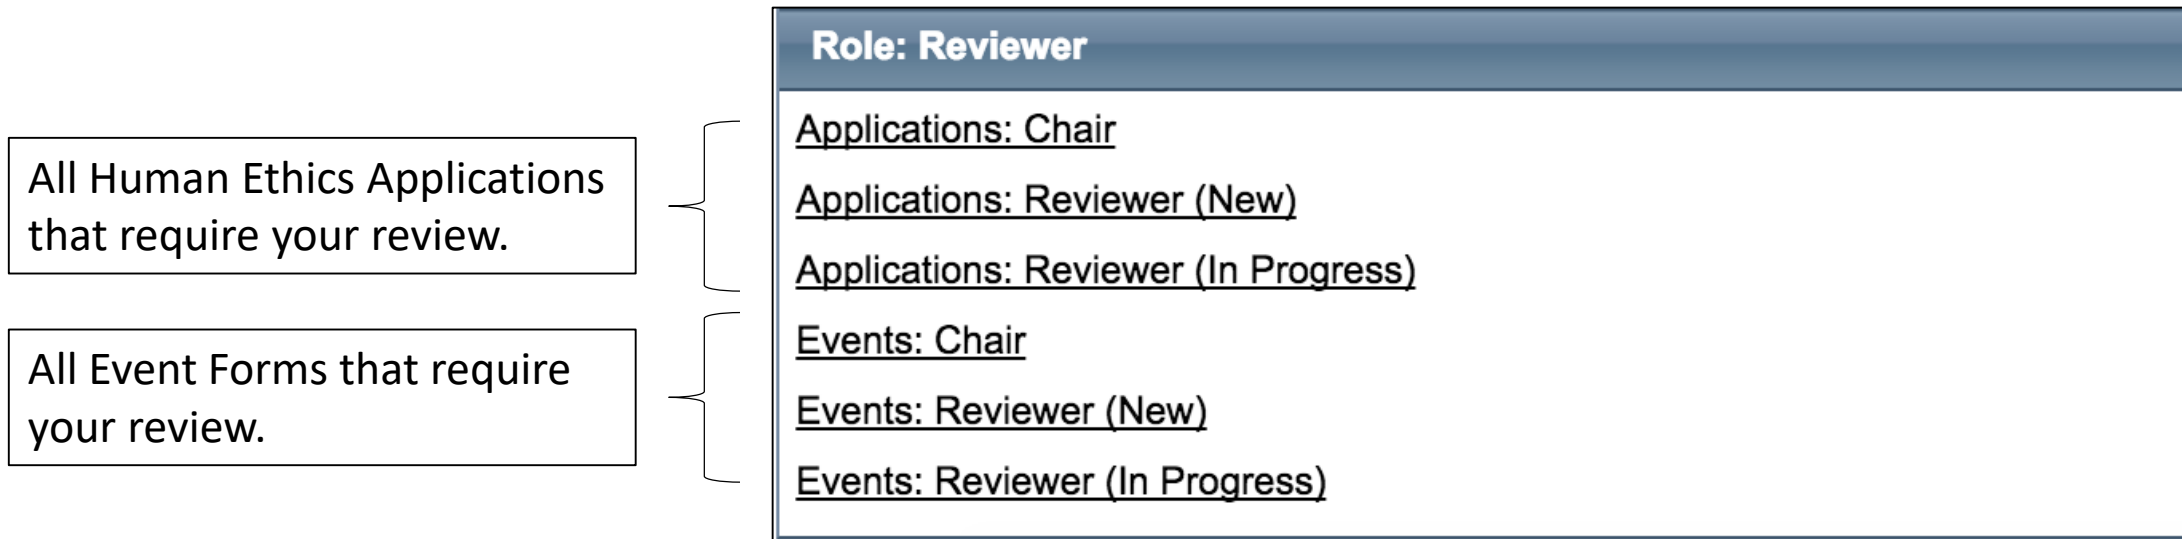 Role: Reviewer
All Human Ethics Applications
that require your review.
Applications: Chair
Applications: Reviewer (New)
Applications: Reviewer (In Progress)
All Event Forms that require
your review.
Events: Chair
Events: Reviewer (New)
Events: Reviewer (In Progress)